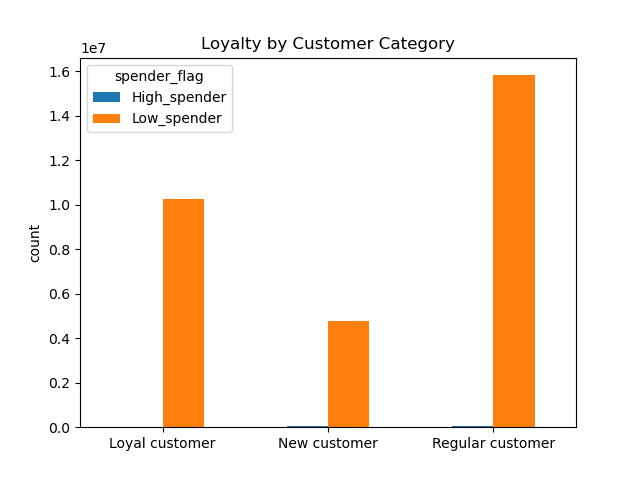 Loyalty by Customer Category
1e7
spender_flag
High_spender
Low_spender
1.6
1.4
1.2
1.0
0.8
0.6
0.4
0.2
0.0
count
Loyal customer
New customer
Regular customer